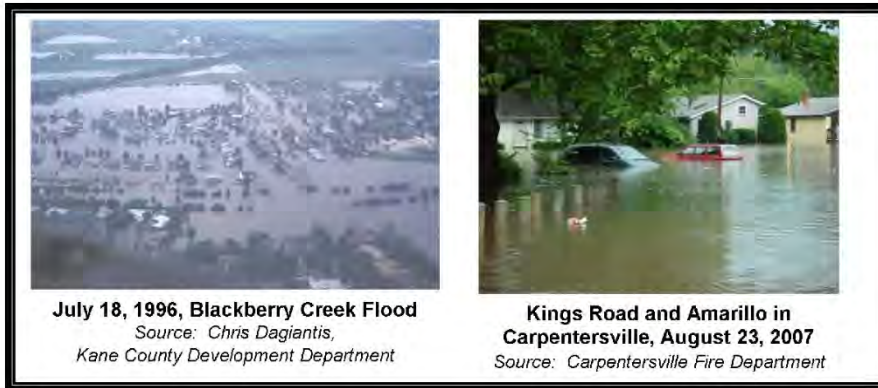 July 18, 1996, Blackberry Creek Flood
Source: Chris Dagiantis,
Kane County Development Department
Kings Road and Amarillo in
Carpentersville, August 23, 2007
Source: Carpentersville Fire Department